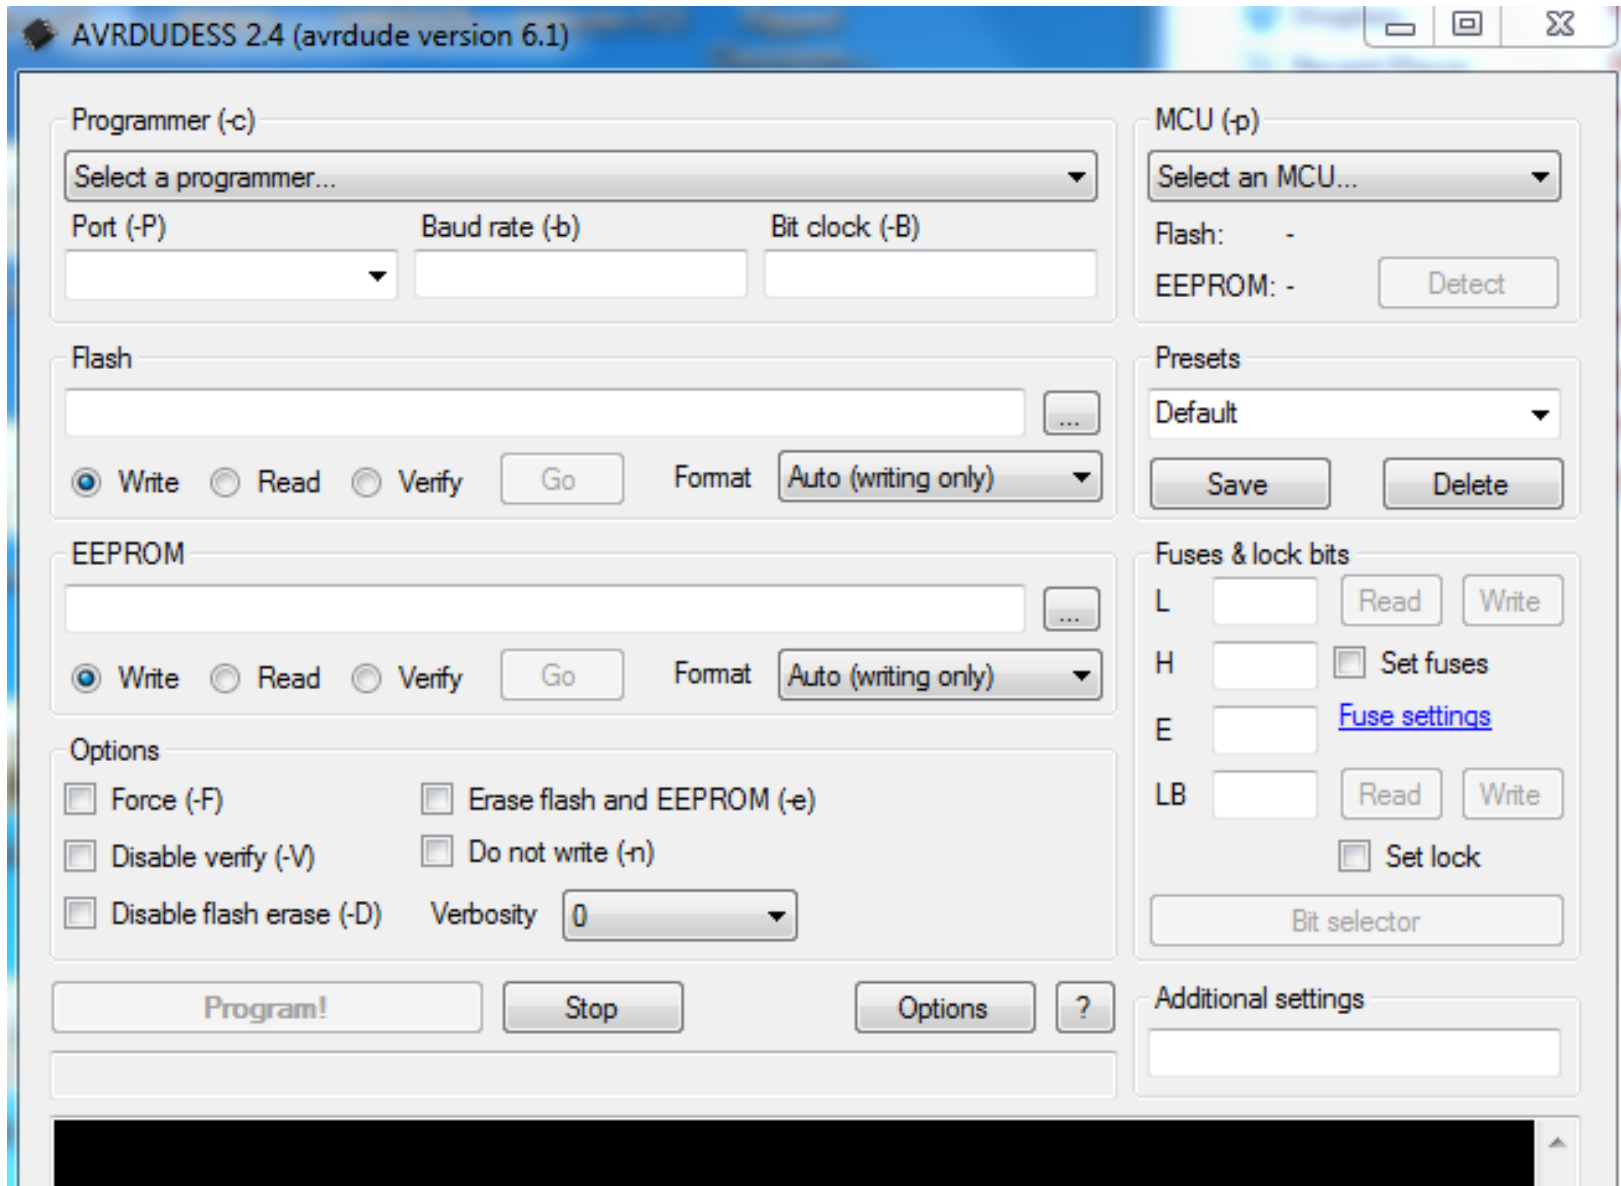 AVRDUDESS 2.4 (avrdude version 6.1)
Programmer (-c)
Select a programmer...
Port (-P) Baud rate (-b) Bit clock (-B)
MCU (-p)
Select an MCU...
Flash: -
EEPROM: - Detect
Flash
...
Write Read Verify Go Format Auto (writing only)
Presets
Default
Save Delete
EEPROM
...
Write Read Verify Go Format Auto (writing only)
Fuses & lock bits
L Read Write
H Set fuses
E Fuse settings
LB Read Write
Set lock
Bit selector
Options
Force (-F) Erase flash and EEPROM (-e)
Disable verify (-V) Do not write (-n)
Disable flash erase (-D) Verbosity 0
Program! Stop Options ?
Additional settings